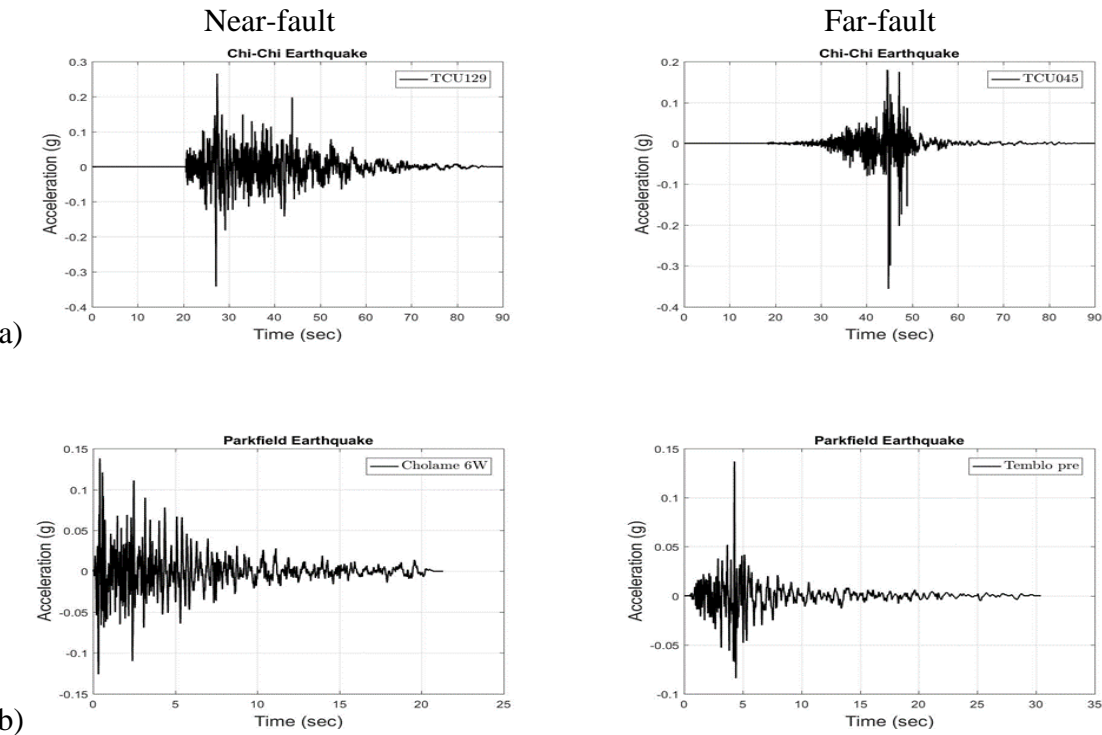 Near-fault
Far-fault
Chi-Chi Earthquake
TCU129
Acceleration (g)
0.3
0.2
0.1
0
-0.1
-0.2
-0.3
-0.4
0 10 20 30 40 50 60 70 80 90
Time (sec)
Chi-Chi Earthquake
TCU045
Acceleration (g)
0.2
0.1
0
-0.1
-0.2
-0.3
-0.4
0 10 20 30 40 50 60 70 80 90
Time (sec)
a)
Parkfield Earthquake
Cholame 6W
Acceleration (g)
0.15
0.1
0.05
0
-0.05
-0.1
-0.15
0 5 10 15 20 25
Time (sec)
Parkfield Earthquake
Temblo pre
Acceleration (g)
0.15
0.1
0.05
0
-0.05
-0.1
0 5 10 15 20 25 30 35
Time (sec)
b)